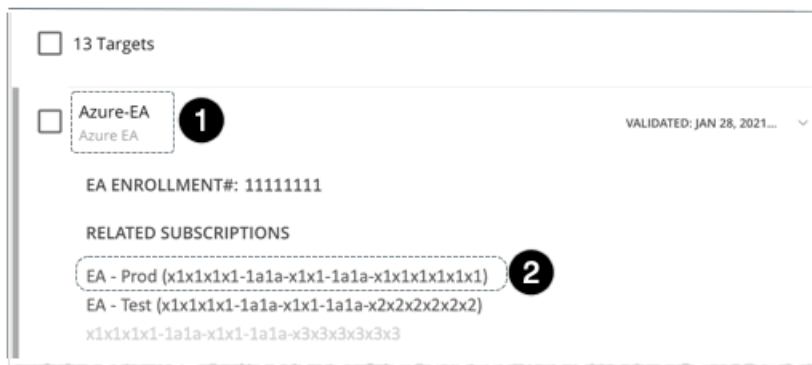 13 Targets
Azure-EA
1
Azure EA
VALIDATED: JAN 28, 2021...
EA ENROLLMENT#: 11111111
RELATED SUBSCRIPTIONS
EA - Prod (x1x1x1x1-1a1a-x1x1-1a1a-x1x1x1x1x1x1)
2
EA - Test (x1x1x1x1-1a1a-x1x1-1a1a-x2x2x2x2x2x2)
x1x1x1x1-1a1a-x1x1-1a1a-x3x3x3x3x3x3